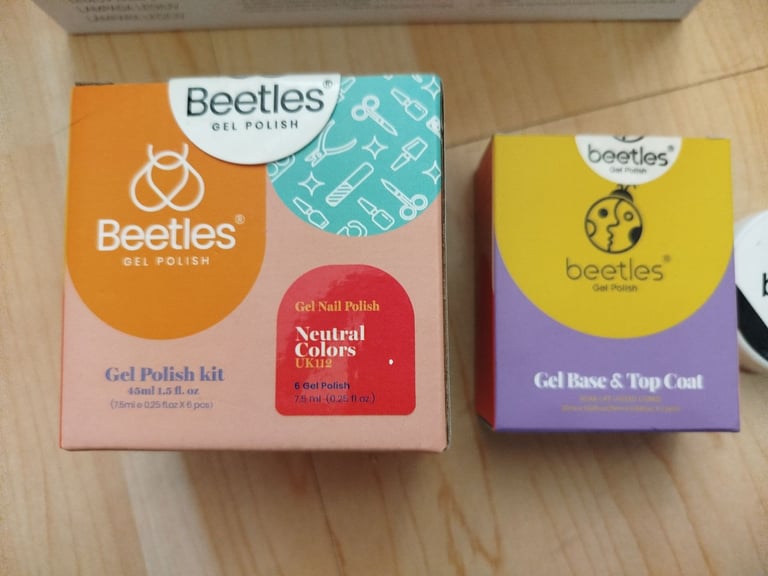 Beetles®
GEL POLISH
Beetles®
GEL POLISH
Gel Polish kit
45ml 1.5 fl. oz
(7.5ml e 0.25 fl.oz X 6 pcs)
Gel Nail Polish
Neutral
Colors
UK112
6 Gel Polish
7.5 ml (0.25 fl.oz.)
beetles®
Gel Polish
beetles®
Gel Polish
Gel Base & Top Coat